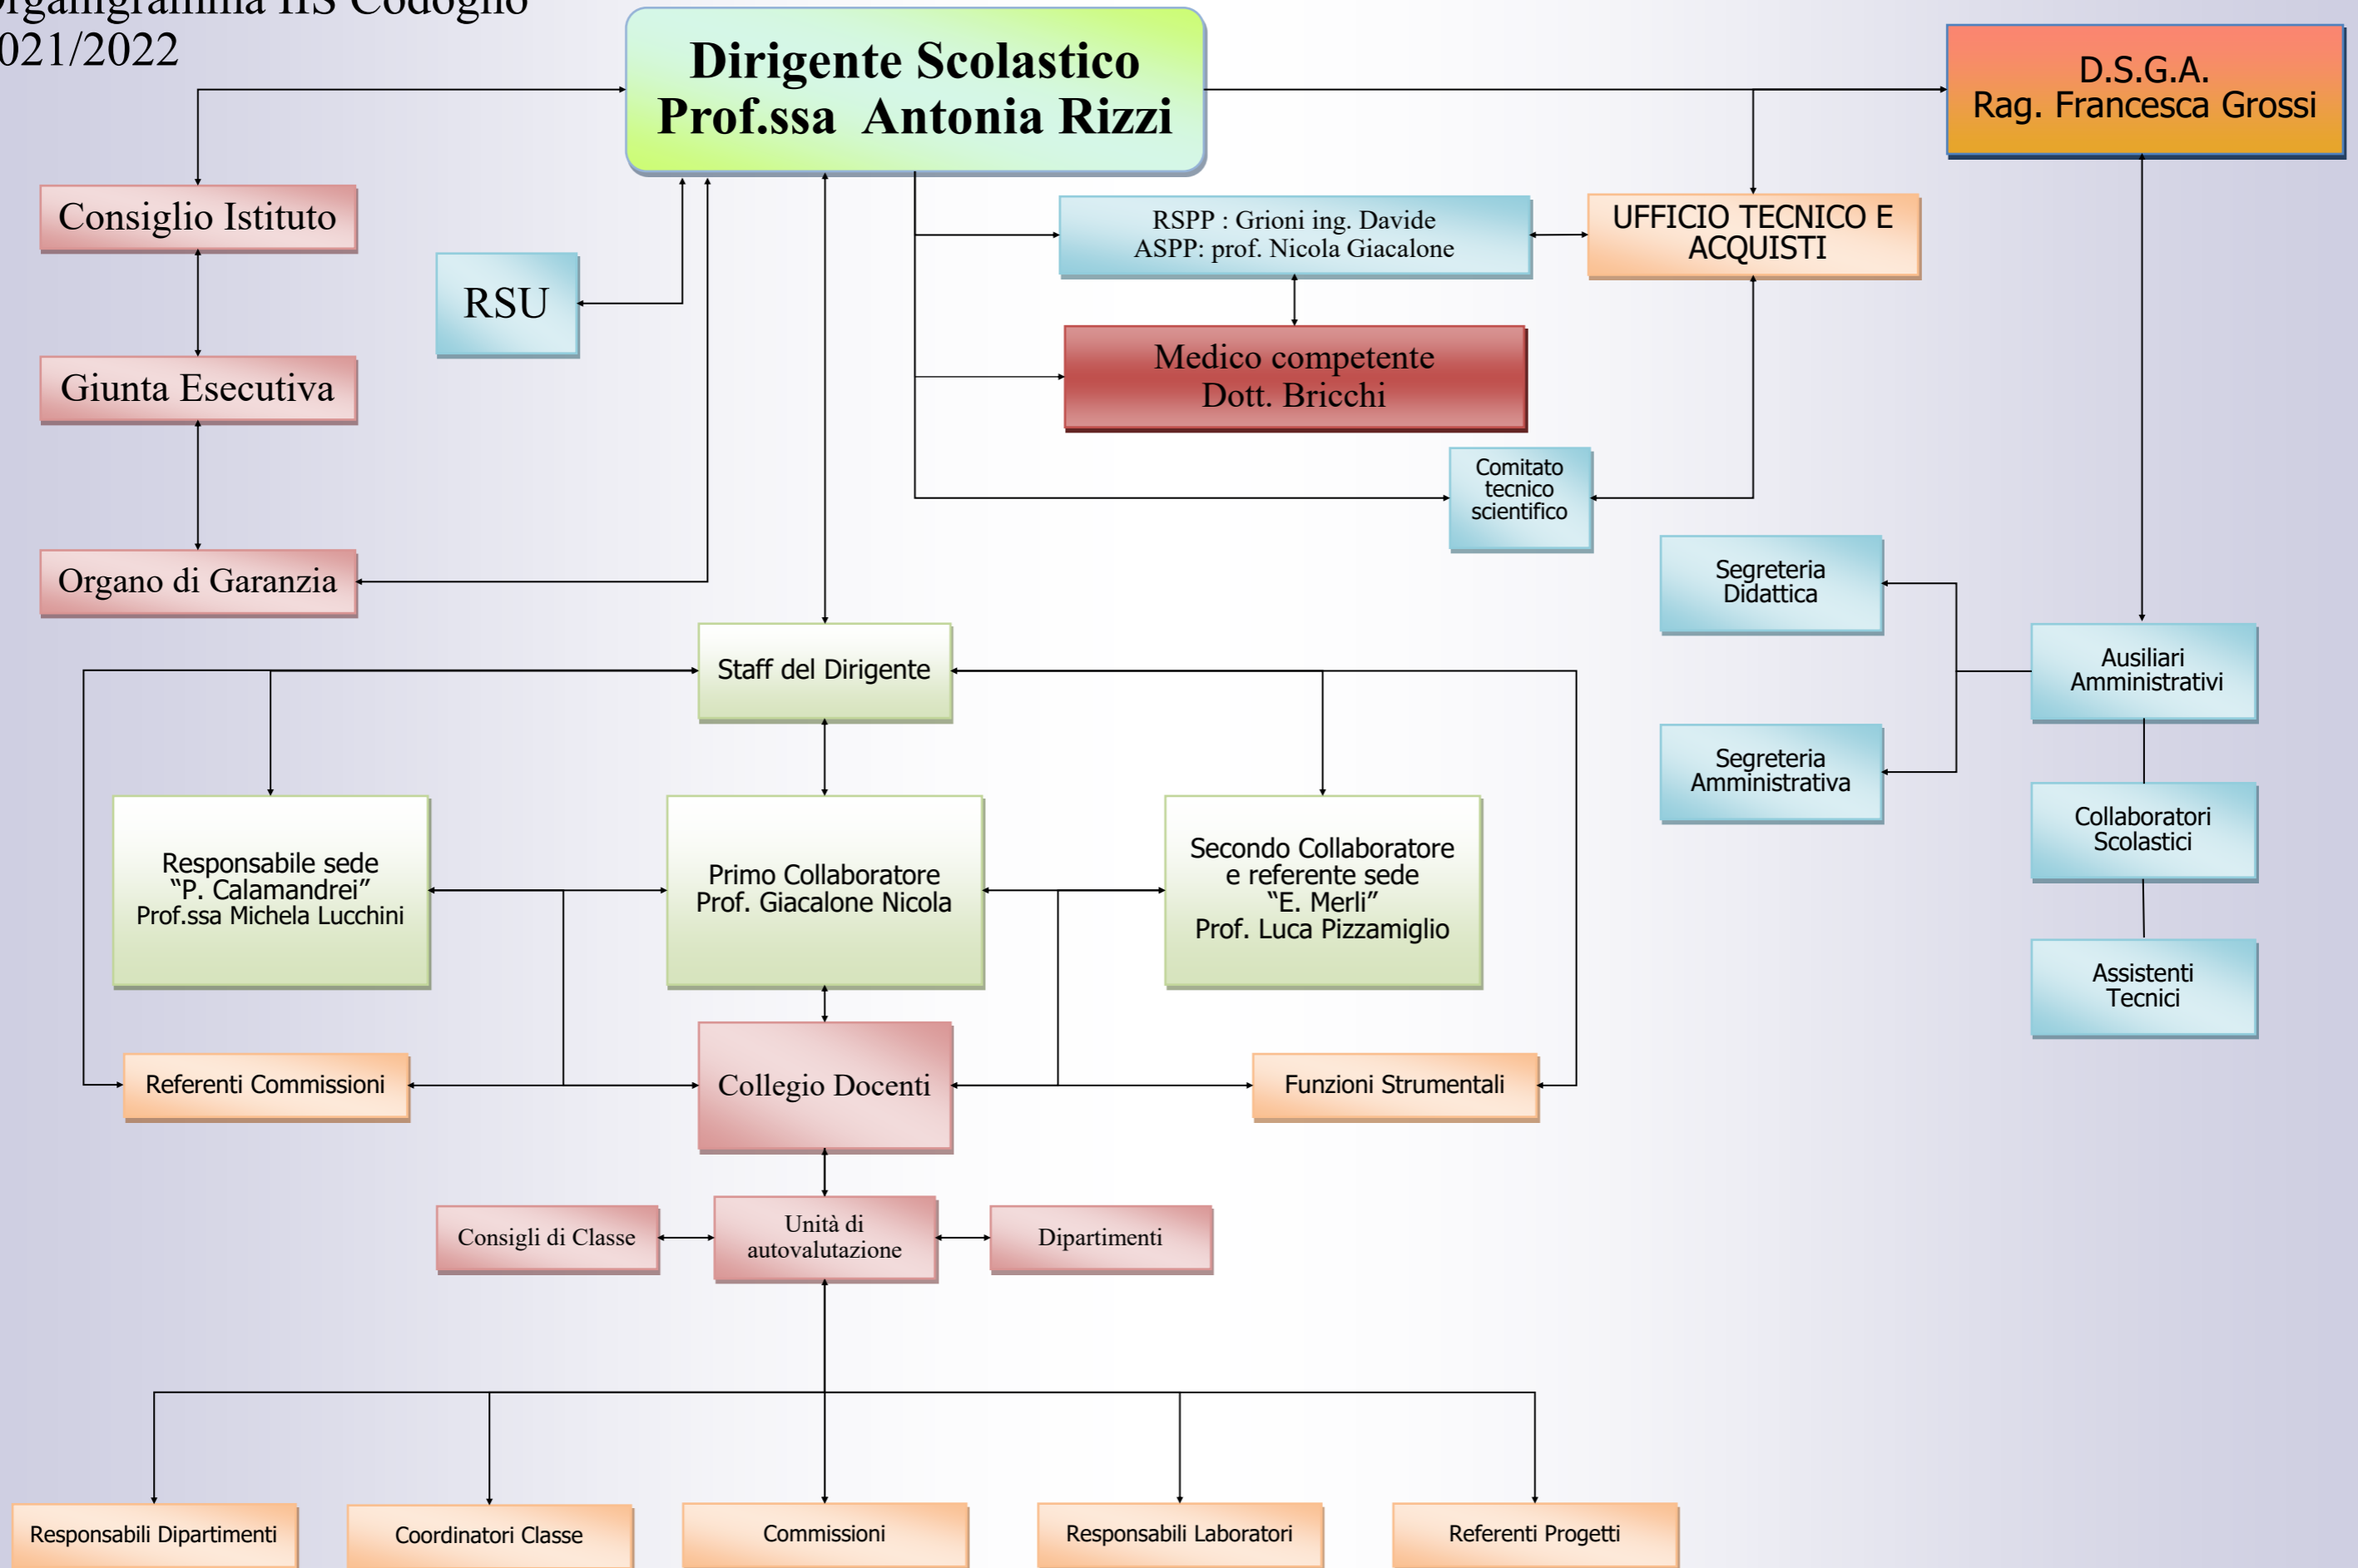 Organigramma IIS Codogno
2021/2022
Dirigente Scolastico
Prof.ssa Antonia Rizzi
D.S.G.A.
Rag. Francesca Grossi
Consiglio Istituto
RSU
RSPP : Grioni ing. Davide
ASPP: prof. Nicola Giacalone
UFFICIO TECNICO E
ACQUISTI
Giunta Esecutiva
Medico competente
Dott. Bricchi
Comitato
tecnico
scientifico
Organo di Garanzia
Segreteria
Didattica
Staff del Dirigente
Ausiliari
Amministrativi
Segreteria
Amministrativa
Collaboratori
Scolastici
Responsabile sede
“P. Calamandrei”
Prof.ssa Michela Lucchini
Primo Collaboratore
Prof. Giacalone Nicola
Secondo Collaboratore
e referente sede
“E. Merli”
Prof. Luca Pizzamiglio
Assistenti
Tecnici
Referenti Commissioni
Collegio Docenti
Funzioni Strumentali
Consigli di Classe
Unità di
autovalutazione
Dipartimenti
Responsabili Dipartimenti
Coordinatori Classe
Commissioni
Responsabili Laboratori
Referenti Progetti